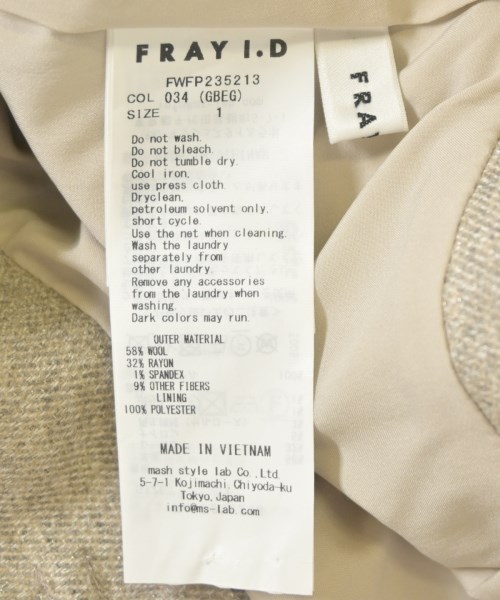 FRAY I.D
FWFP235213
COL 034 (GBEG)
SIZE 1
Do not wash.
Do not bleach.
Do not tumble dry.
Cool iron,
use press cloth.
Dryclean,
petroleum solvent only,
short cycle.
Use the net when cleaning.
Wash the laundry
separately from
other laundry.
Remove any accessories
from the laundry when
washing.
Dark colors may run.
OUTER MATERIAL
58% WOOL
32% RAYON
1% SPANDEX
9% OTHER FIBERS
LINING
100% POLYESTER
MADE IN VIETNAM
mash style lab Co.,Ltd.
5-7-1 Kojimachi,Chiyoda-ku
Tokyo,Japan
info@ms-lab.com
FRA